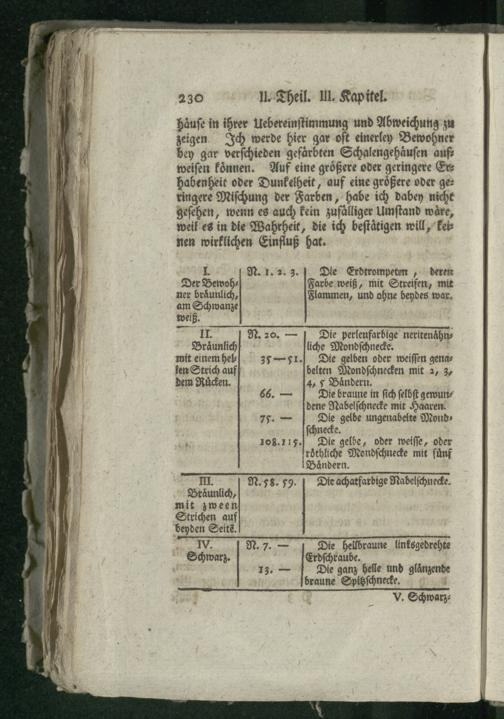 230 II. Theil. III. Kapitel.
häuse in ihrer Uebereinstimmung und Abweichung zu
zeigen Ich werde hier gar oft einerley Bewohner
bey gar verschieden gefärbten Schalengehäusen auf-
weisen können. Auf eine größere oder geringere Er-
habenheit oder Dunkelheit, auf eine größere oder ge-
ringere Mischung der Farben, habe ich dabey nicht
gesehen, wenn es auch kein zufälliger Umstand wäre,
weil es in die Wahrheit, die ich bestätigen will, kei-
nen wirklichen Einfluß hat.
I.
Der Bewoh-
ner bräunlich,
am Schwanze
weiß.
N. 1. 2. 3.
Die Erdtrompeten, deren
Farbe weiß, mit Streifen, mit
Flammen, und ohne beydes war.
II.
Bräunlich
mit einem hel-
len Strich auf
dem Rücken.
N. 20. —
Die perlenfarbige neritenähn-
liche Mondschnecke.
35—51.
Die gelben oder weissen gena-
belten Mondschnecken mit 2, 3,
4, 5 Bändern.
66. —
Die braune in sich selbst gewun-
dene Nabelschnecke mit Haaren.
75. —
Die gelbe ungenabelte Mond-
schnecke.
108. 115.
Die gelbe, oder weisse, oder
röthliche Mondschnecke mit fünf
Bändern.
III.
Bräunlich,
mit zween
Strichen auf
beyden Seitẽ.
N. 58. 59.
Die achatfarbige Nabelschnecke.
IV.
Schwarz.
N. 7. —
Die hellbraune linksgedrehte
Erdschraube.
13. —
Die ganz helle und glänzende
braune Spitzschnecke.
V. Schwarz-